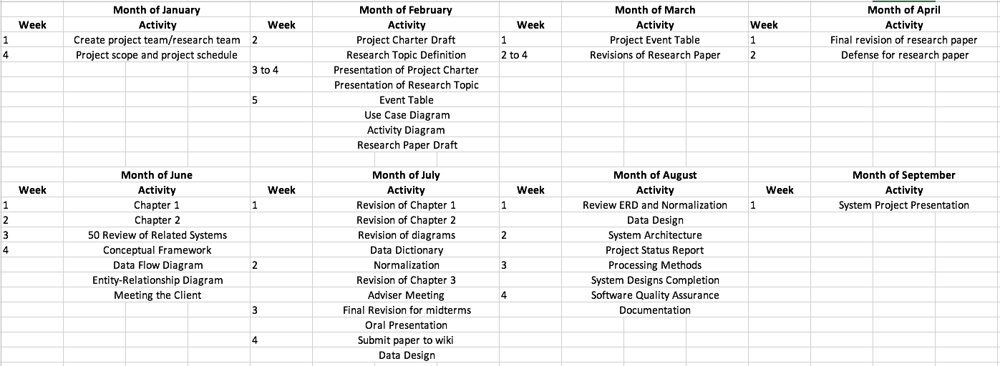 Month of January Month of February Month of March Month of April
Week Activity Week Activity Week Activity Week Activity
1 Create project team/research team 2 Project Charter Draft 1 Project Event Table 1 Final revision of research paper
4 Project scope and project schedule Research Topic Definition 2 to 4 Revisions of Research Paper 2 Defense for research paper
3 to 4 Presentation of Project Charter
Presentation of Research Topic
5 Event Table
Use Case Diagram
Activity Diagram
Research Paper Draft
Month of June Month of July Month of August Month of September
Week Activity Week Activity Week Activity Week Activity
1 Chapter 1 1 Revision of Chapter 1 1 Review ERD and Normalization 1 System Project Presentation
2 Chapter 2 Revision of Chapter 2 Data Design
3 50 Review of Related Systems Revision of diagrams 2 System Architecture
4 Conceptual Framework Data Dictionary Project Status Report
Data Flow Diagram 2 Normalization 3 Processing Methods
Entity-Relationship Diagram Revision of Chapter 3 System Designs Completion
Meeting the Client Adviser Meeting 4 Software Quality Assurance
3 Final Revision for midterms Documentation
Oral Presentation
4 Submit paper to wiki
Data Design